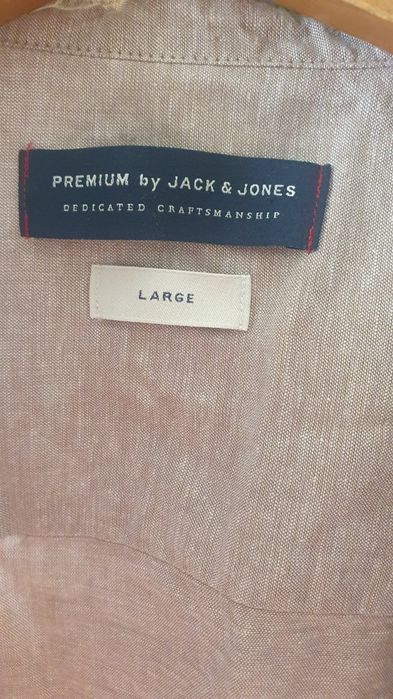 PREMIUM by JACK & JONES
DEDICATED CRAFTSMANSHIP
LARGE